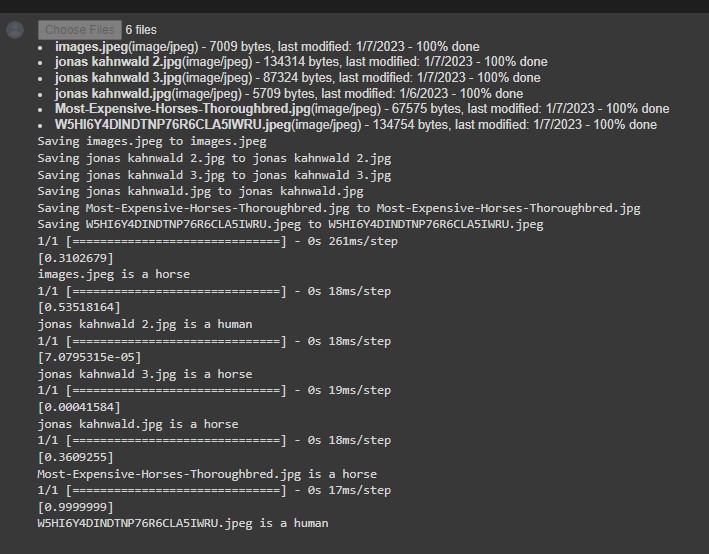 Choose Files 6 files
• images.jpeg(image/jpeg) - 7009 bytes, last modified: 1/7/2023 - 100% done
• jonas kahnwald 2.jpg(image/jpeg) - 134314 bytes, last modified: 1/7/2023 - 100% done
• jonas kahnwald 3.jpg(image/jpeg) - 87324 bytes, last modified: 1/7/2023 - 100% done
• jonas kahnwald.jpg(image/jpeg) - 5709 bytes, last modified: 1/6/2023 - 100% done
• Most-Expensive-Horses-Thoroughbred.jpg(image/jpeg) - 67575 bytes, last modified: 1/7/2023 - 100% done
• W5HI6Y4DINDTNP76R6CLA5IWRU.jpeg(image/jpeg) - 134754 bytes, last modified: 1/7/2023 - 100% done
Saving images.jpeg to images.jpeg
Saving jonas kahnwald 2.jpg to jonas kahnwald 2.jpg
Saving jonas kahnwald 3.jpg to jonas kahnwald 3.jpg
Saving jonas kahnwald.jpg to jonas kahnwald.jpg
Saving Most-Expensive-Horses-Thoroughbred.jpg to Most-Expensive-Horses-Thoroughbred.jpg
Saving W5HI6Y4DINDTNP76R6CLA5IWRU.jpeg to W5HI6Y4DINDTNP76R6CLA5IWRU.jpeg
1/1 [==============================] - 0s 261ms/step
[0.3102679]
images.jpeg is a horse
1/1 [==============================] - 0s 18ms/step
[0.53518164]
jonas kahnwald 2.jpg is a human
1/1 [==============================] - 0s 18ms/step
[7.0795315e-05]
jonas kahnwald 3.jpg is a horse
1/1 [==============================] - 0s 19ms/step
[0.00041584]
jonas kahnwald.jpg is a horse
1/1 [==============================] - 0s 18ms/step
[0.3609255]
Most-Expensive-Horses-Thoroughbred.jpg is a horse
1/1 [==============================] - 0s 17ms/step
[0.9999999]
W5HI6Y4DINDTNP76R6CLA5IWRU.jpeg is a human